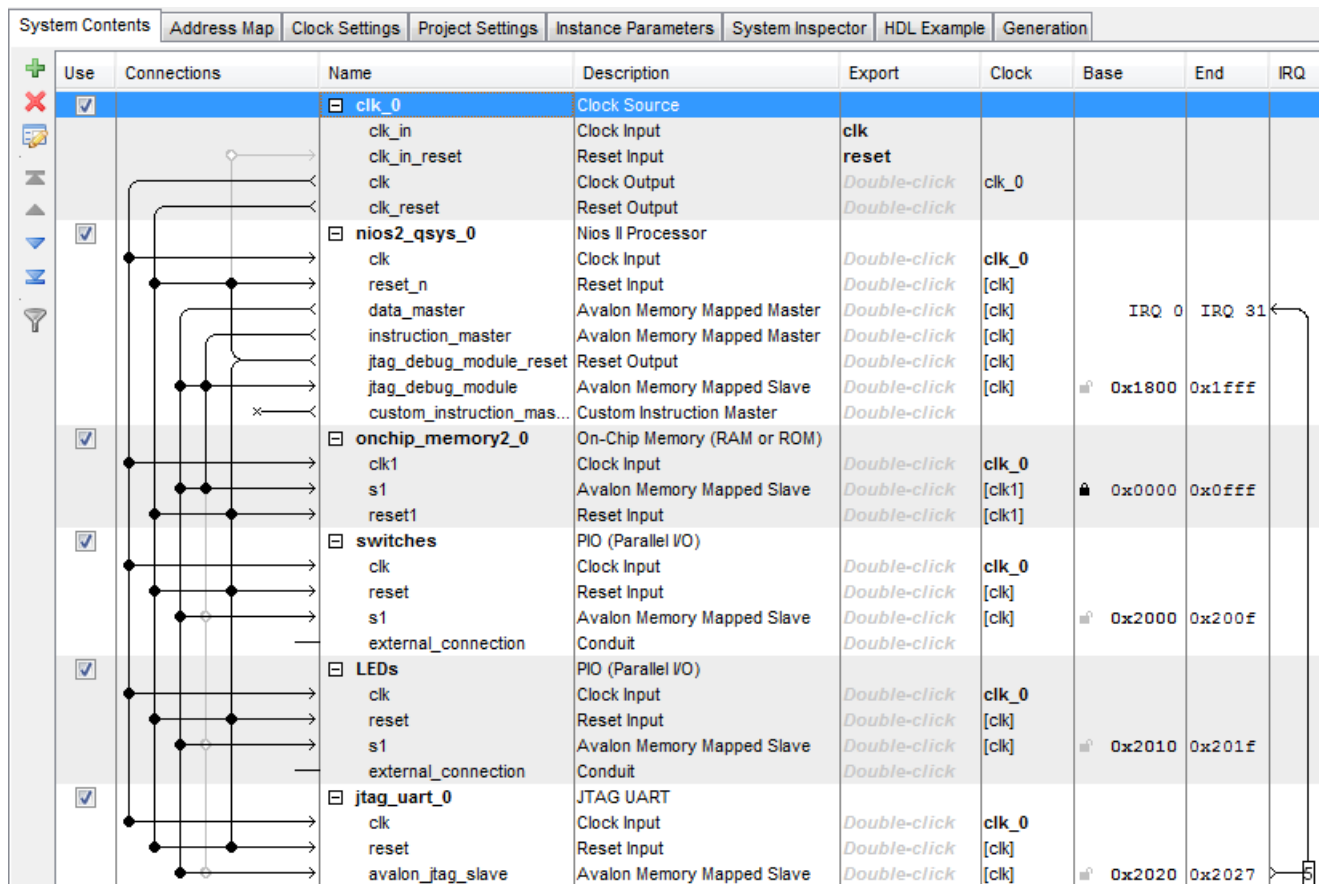 System Contents Address Map Clock Settings Project Settings Instance Parameters System Inspector HDL Example Generation
Use Connections Name Description Export Clock Base End IRQ
clk_0 Clock Source
clk_in Clock Input clk
clk_in_reset Reset Input reset
clk Clock Output Double-click clk_0
clk_reset Reset Output Double-click
nios2_qsys_0 Nios II Processor
clk Clock Input Double-click clk_0
reset_n Reset Input Double-click [clk]
data_master Avalon Memory Mapped Master Double-click [clk] IRQ 0 IRQ 31
instruction_master Avalon Memory Mapped Master Double-click [clk]
jtag_debug_module_reset Reset Output Double-click [clk]
jtag_debug_module Avalon Memory Mapped Slave Double-click [clk] 0x1800 0x1fff
custom_instruction_mas... Custom Instruction Master Double-click
onchip_memory2_0 On-Chip Memory (RAM or ROM)
clk1 Clock Input Double-click clk_0
s1 Avalon Memory Mapped Slave Double-click [clk1] 0x0000 0x0fff
reset1 Reset Input Double-click [clk1]
switches PIO (Parallel I/O)
clk Clock Input Double-click clk_0
reset Reset Input Double-click [clk]
s1 Avalon Memory Mapped Slave Double-click [clk] 0x2000 0x200f
external_connection Conduit Double-click
LEDs PIO (Parallel I/O)
clk Clock Input Double-click clk_0
reset Reset Input Double-click [clk]
s1 Avalon Memory Mapped Slave Double-click [clk] 0x2010 0x201f
external_connection Conduit Double-click
jtag_uart_0 JTAG UART
clk Clock Input Double-click clk_0
reset Reset Input Double-click [clk]
avalon_jtag_slave Avalon Memory Mapped Slave Double-click [clk] 0x2020 0x2027 5